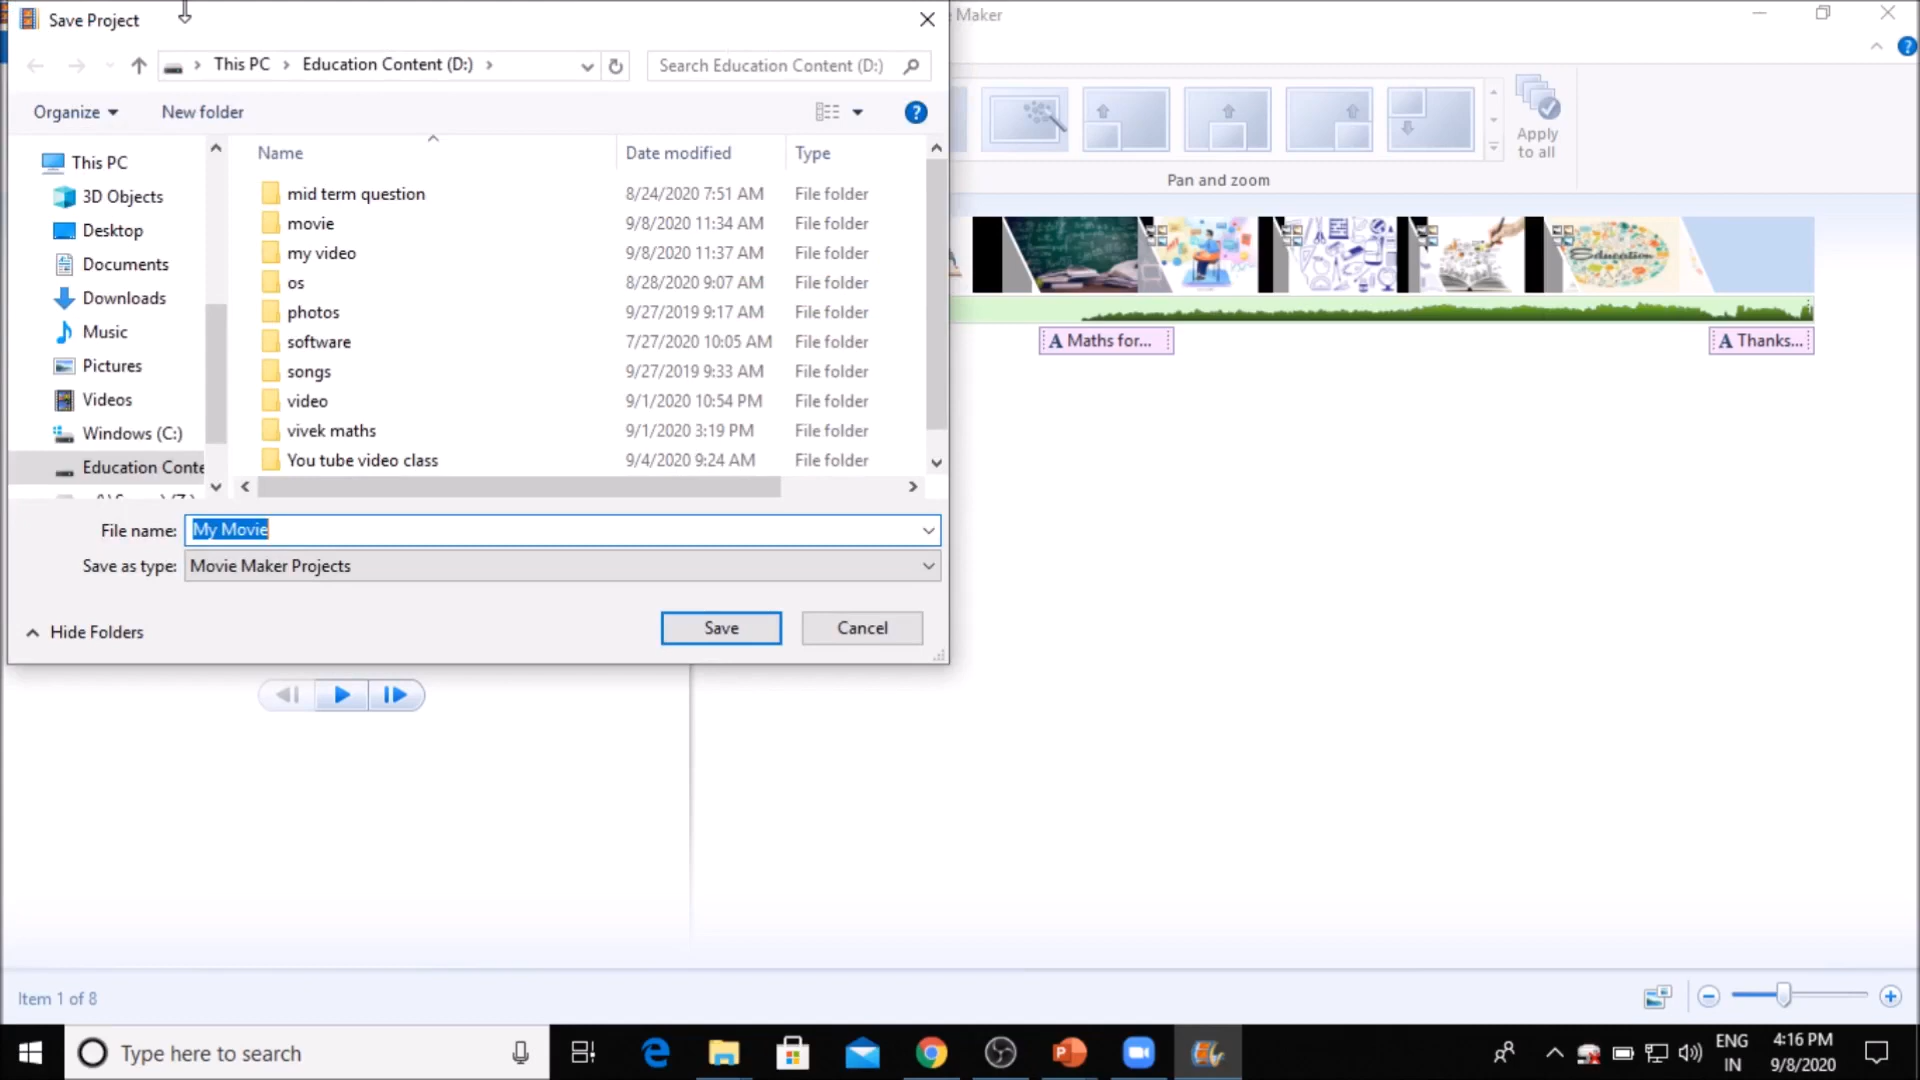 Save Project
Maker
This PC > Education Content (D:) >
Search Education Content (D:)
Organize
New folder
Name
Date modified
Type
This PC
3D Objects
Desktop
Documents
Downloads
Music
Pictures
Videos
Windows (C:)
Education Conte
mid term question 8/24/2020 7:51 AM File folder
movie 9/8/2020 11:34 AM File folder
my video 9/8/2020 11:37 AM File folder
os 8/28/2020 9:07 AM File folder
photos 9/27/2019 9:17 AM File folder
software 7/27/2020 10:05 AM File folder
songs 9/27/2019 9:33 AM File folder
video 9/1/2020 10:54 PM File folder
vivek maths 9/1/2020 3:19 PM File folder
You tube video class 9/4/2020 9:24 AM File folder
File name: My Movie
Save as type: Movie Maker Projects
Hide Folders
Save
Cancel
Apply
to all
Pan and zoom
Education
A Maths for...
A Thanks...
Item 1 of 8
Type here to search
ENG
IN
4:16 PM
9/8/2020